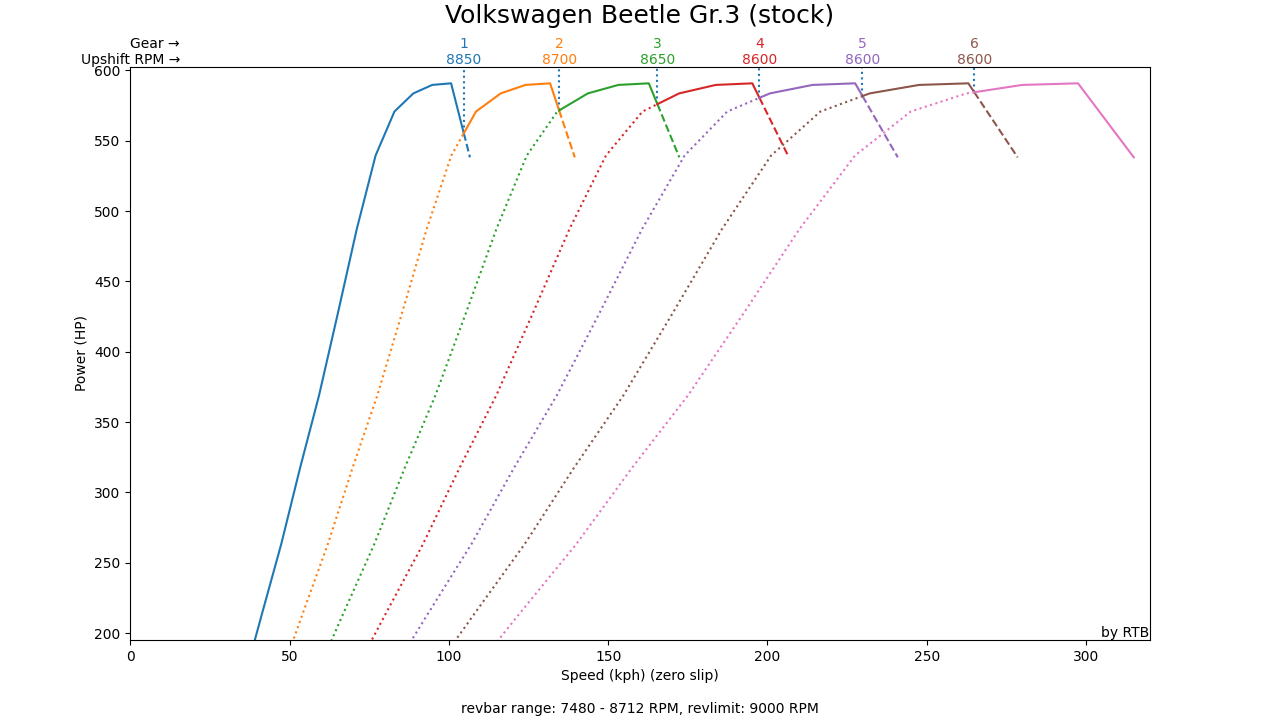 Volkswagen Beetle Gr.3 (stock)
Gear → 1 2 3 4 5 6
Upshift RPM → 8850 8700 8650 8600 8600 8600
600
550
500
450
400
350
300
250
200
Power (HP)
by RTB
0 50 100 150 200 250 300
Speed (kph) (zero slip)
revbar range: 7480 - 8712 RPM, revlimit: 9000 RPM